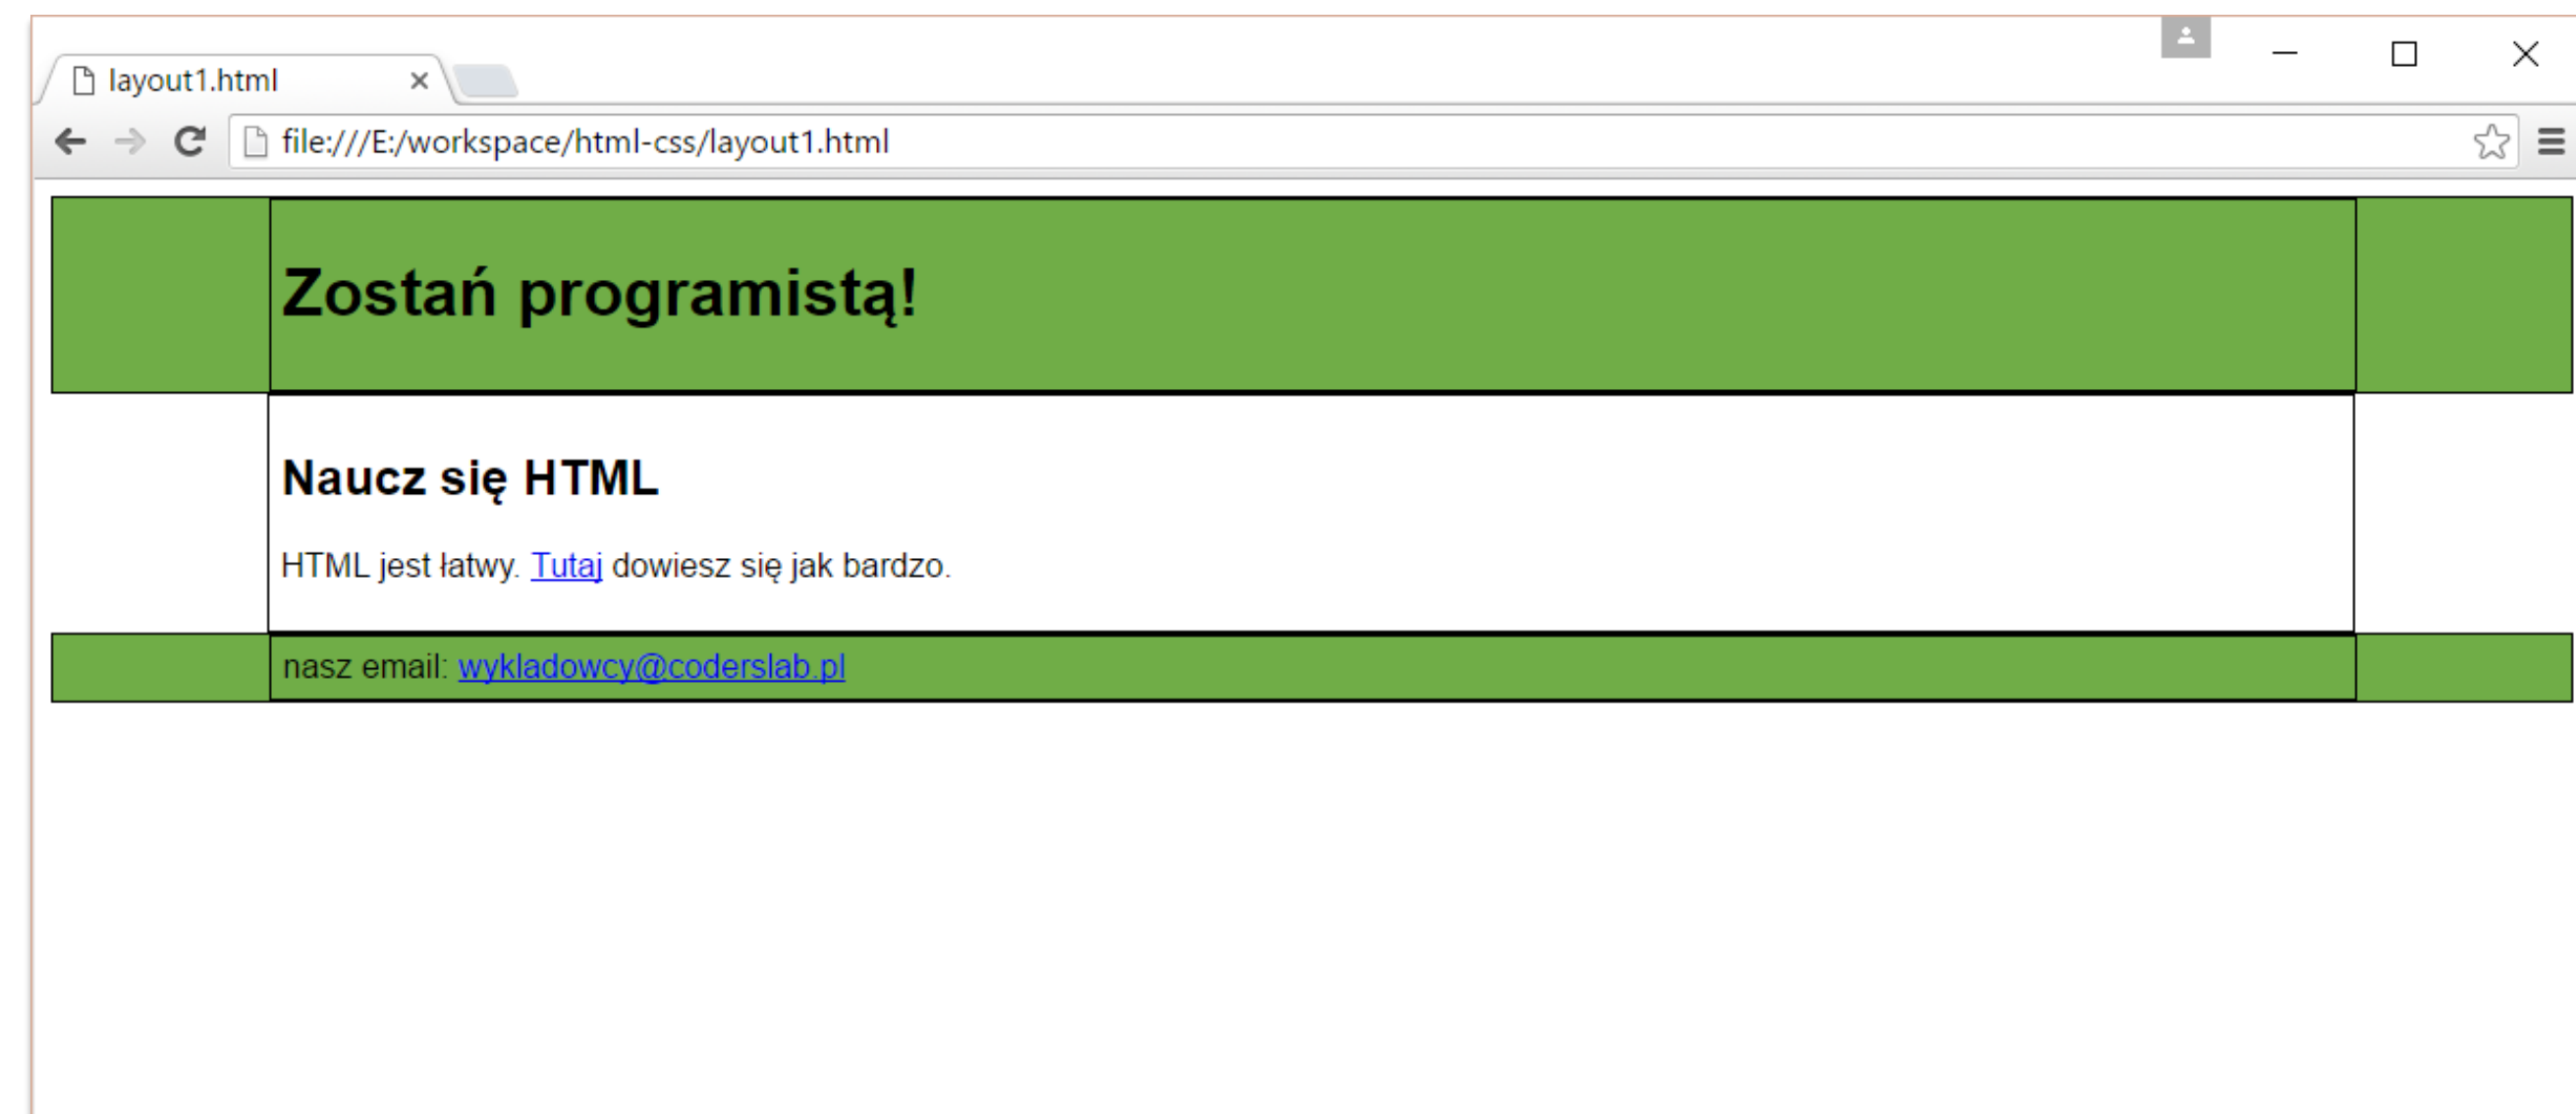 layout1.html
file:///E:/workspace/html-css/layout1.html
Zostań programistą!
Naucz się HTML
HTML jest łatwy. Tutaj dowiesz się jak bardzo.
nasz email: wykladowcy@coderslab.pl